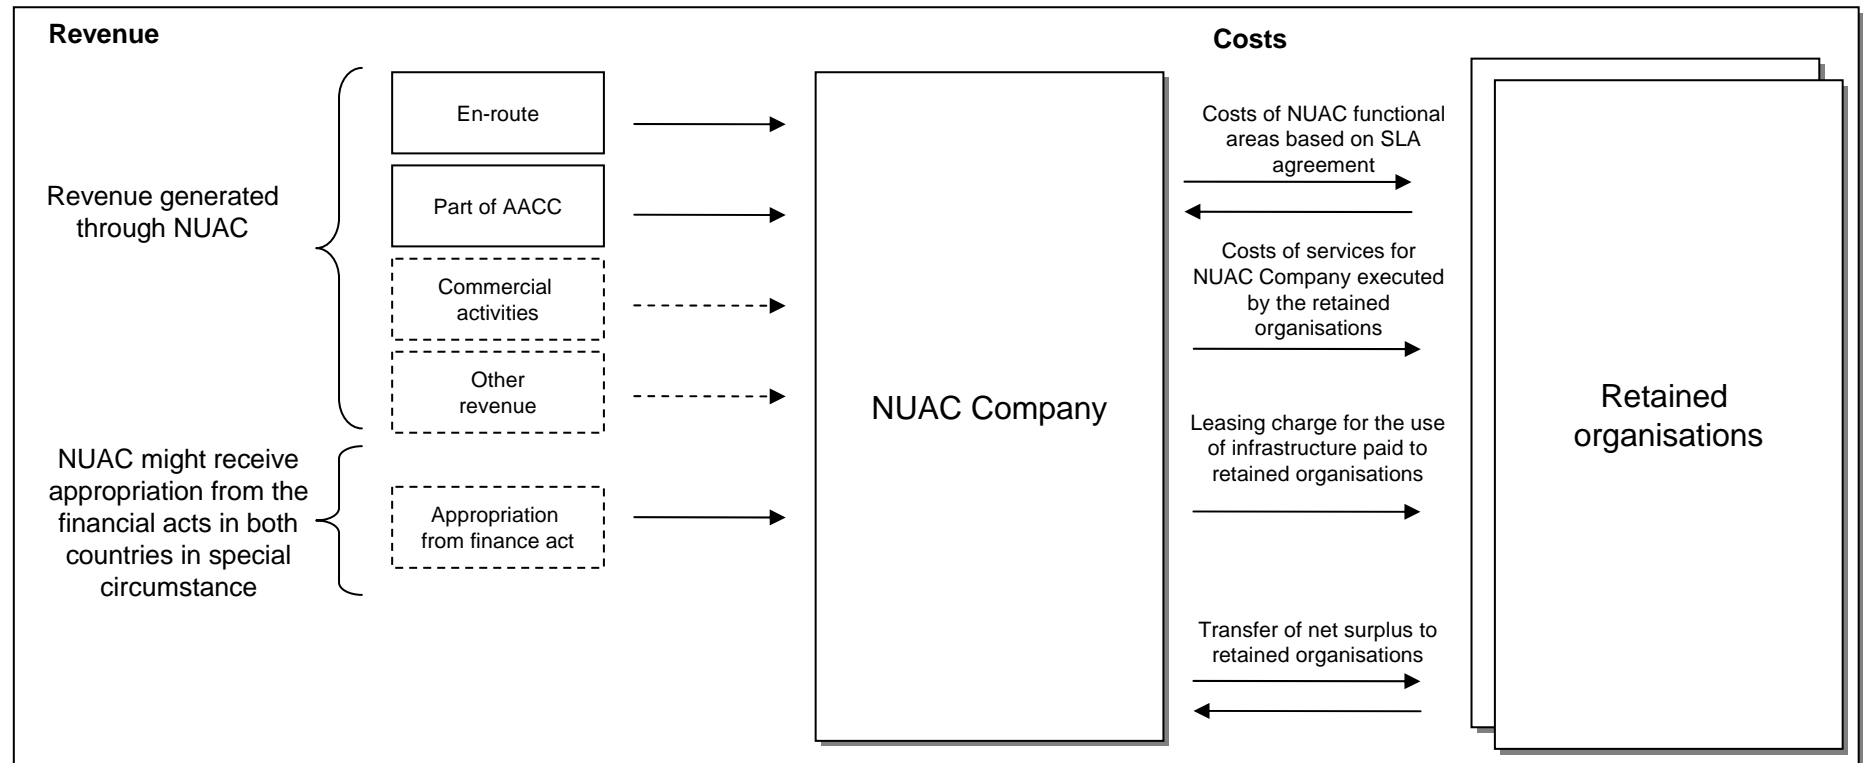 Revenue
Costs
Revenue generated
through NUAC
En-route
Part of AACC
Commercial
activities
Other
revenue
NUAC might receive
appropriation from the
financial acts in both
countries in special
circumstance
Appropriation
from finance act
NUAC Company
Costs of NUAC functional
areas based on SLA
agreement
Costs of services for
NUAC Company executed
by the retained
organisations
Leasing charge for the use
of infrastructure paid to
retained organisations
Transfer of net surplus to
retained organisations
Retained
organisations